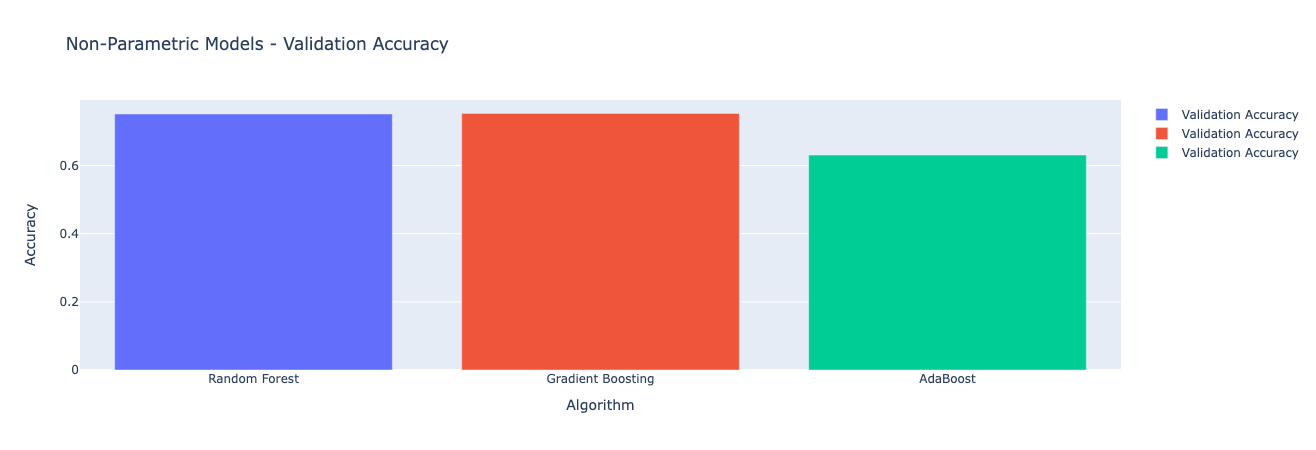 Non-Parametric Models - Validation Accuracy
Validation Accuracy
Validation Accuracy
Validation Accuracy
Accuracy
0.6
0.4
0.2
0
Random Forest
Gradient Boosting
AdaBoost
Algorithm